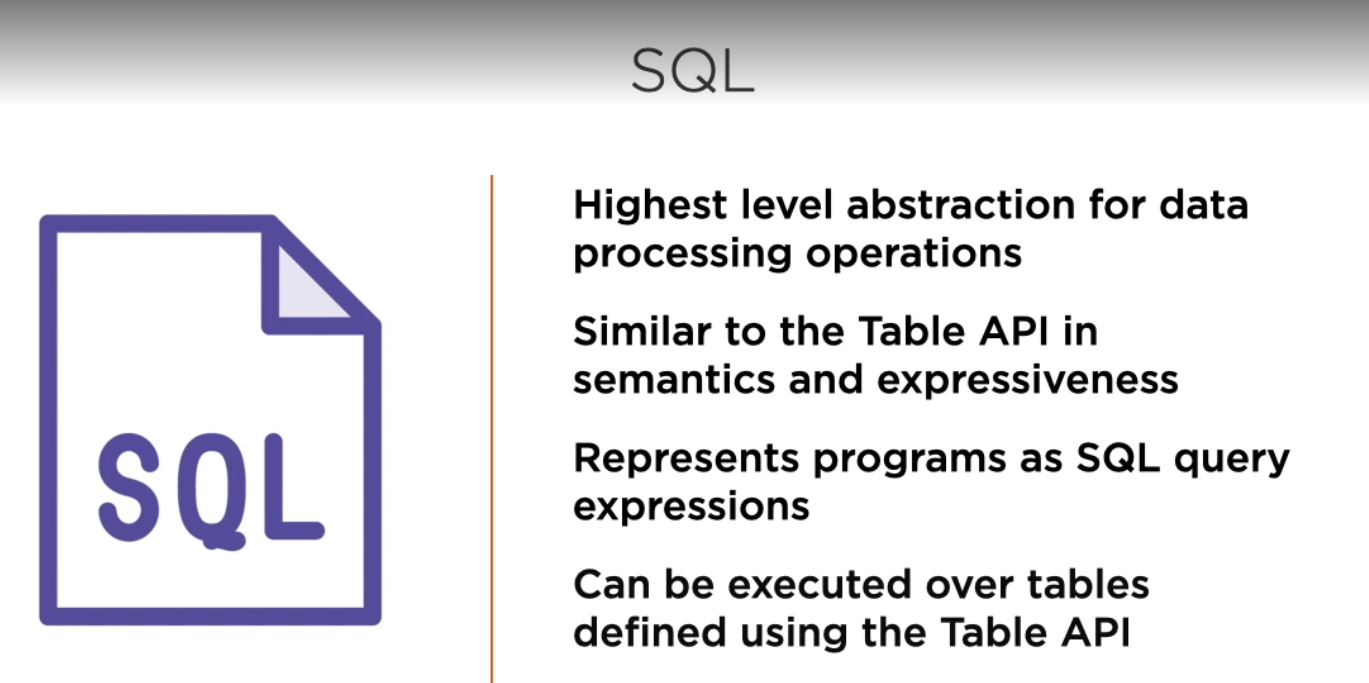 SQL
SQL
Highest level abstraction for data
processing operations
Similar to the Table API in
semantics and expressiveness
Represents programs as SQL query
expressions
Can be executed over tables
defined using the Table API